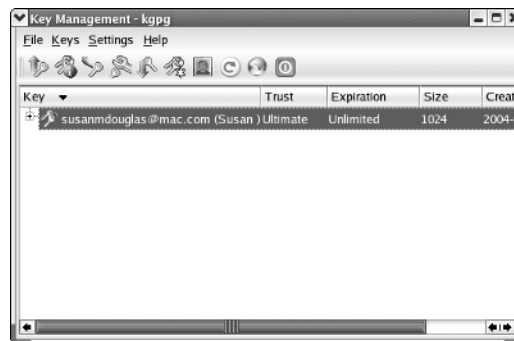 Key Management - kgpg
File Keys Settings Help
Key Trust Expiration Size Creat
susanmdouglas@mac.com (Susan ) Ultimate Unlimited 1024 2004-